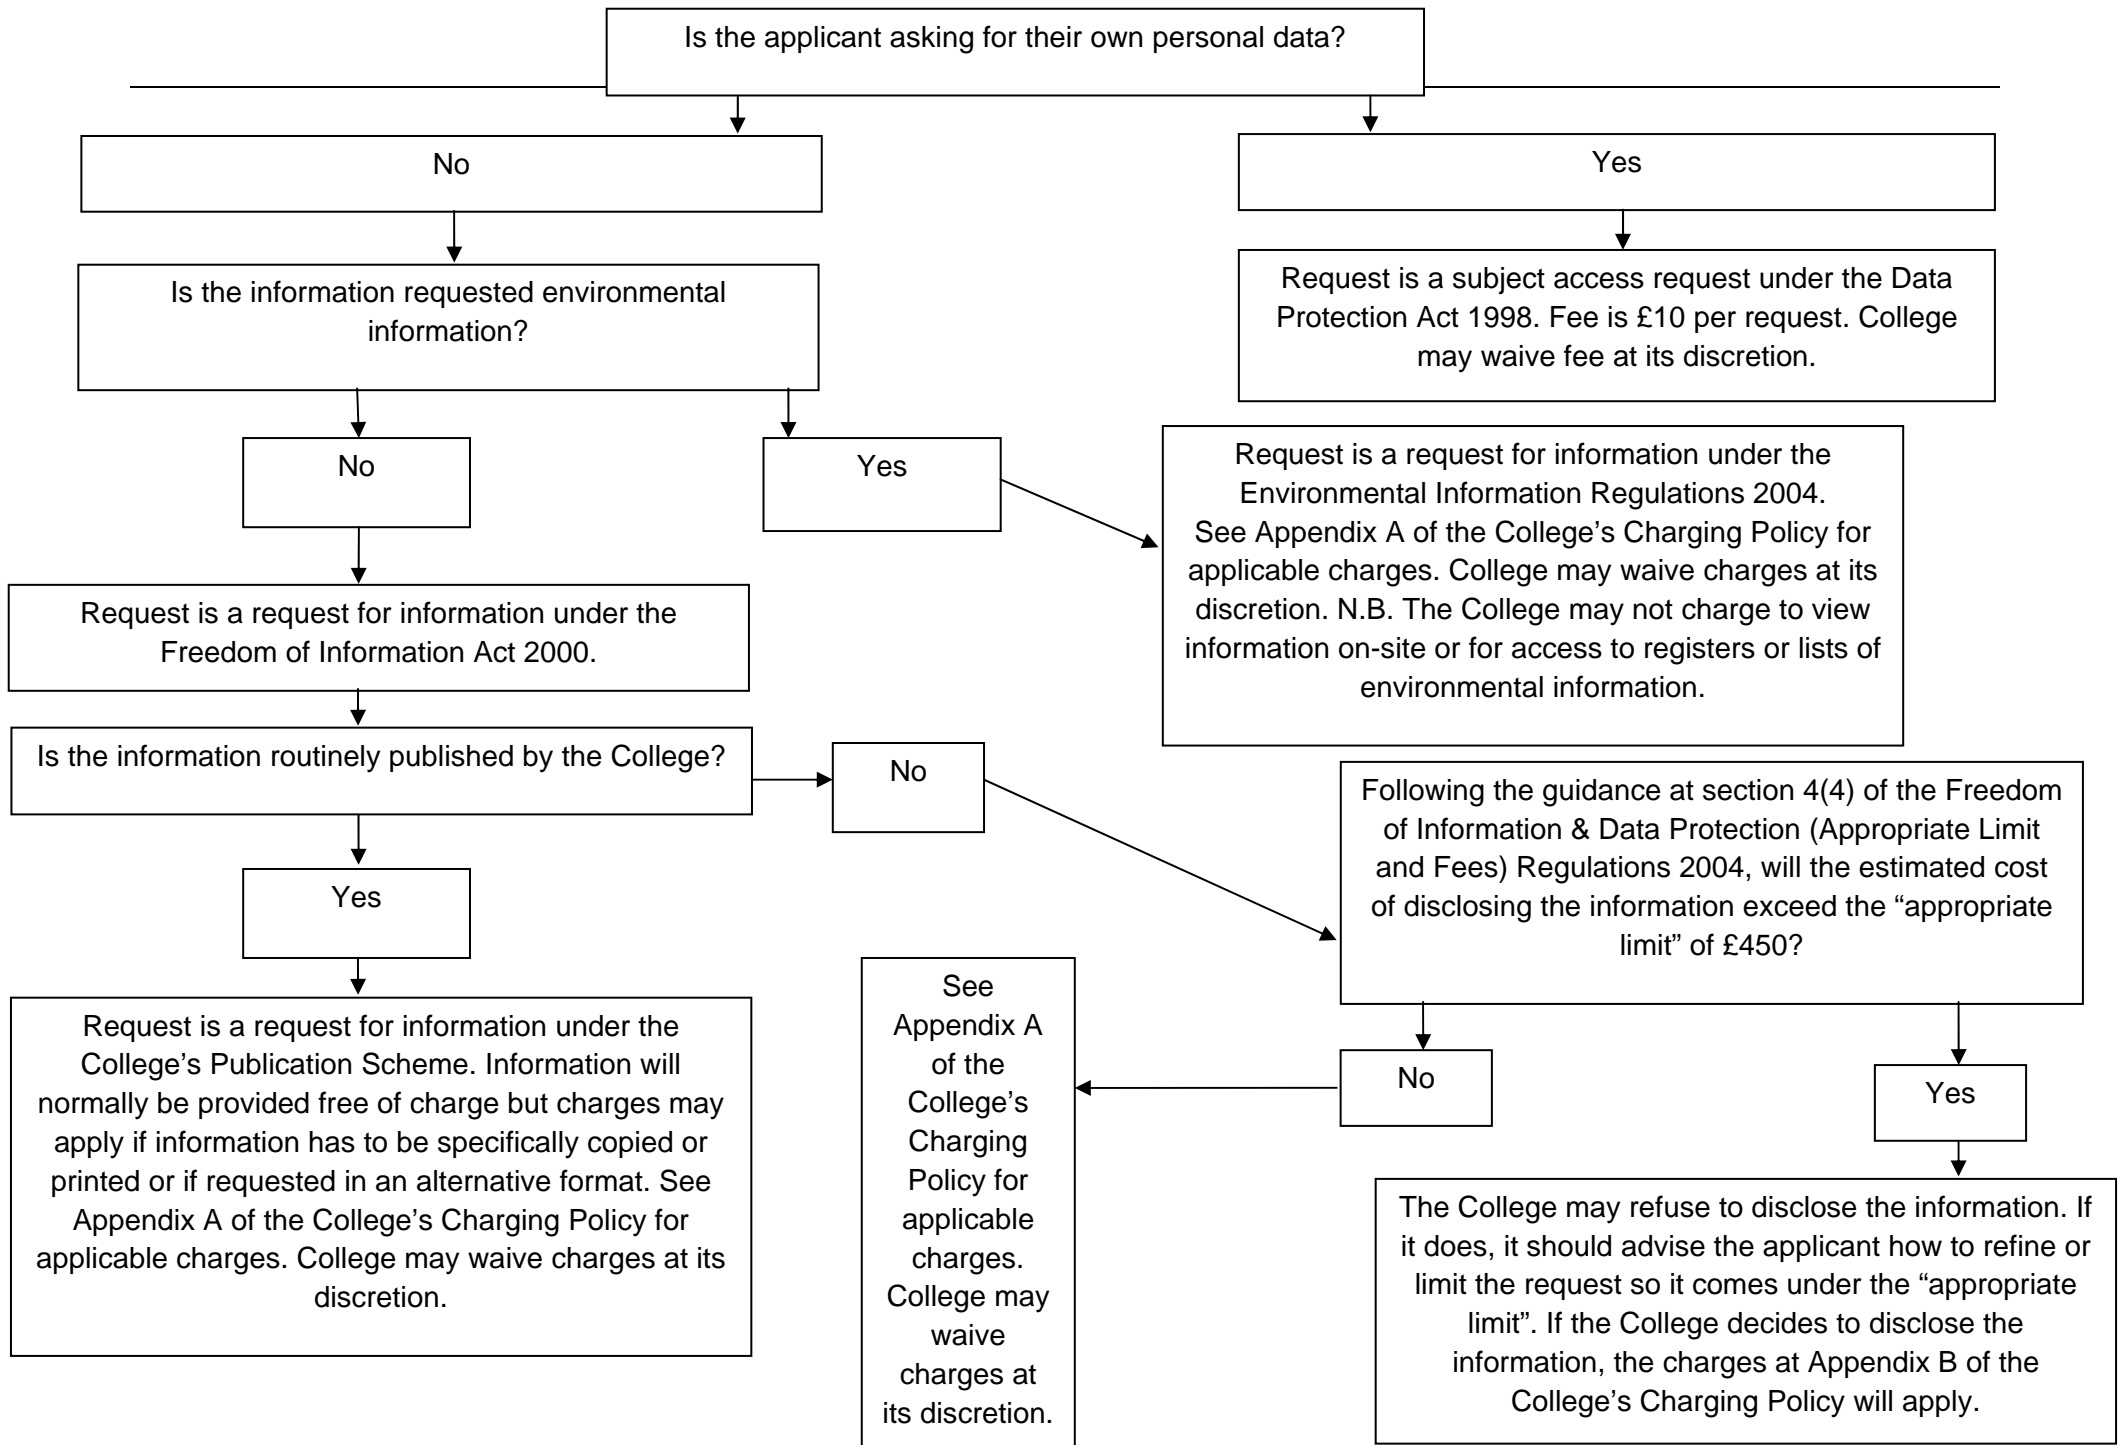 Is the applicant asking for their own personal data?
No
Yes
Is the information requested environmental
information?
Request is a subject access request under the Data
Protection Act 1998. Fee is £10 per request. College
may waive fee at its discretion.
No
Yes
Request is a request for information under the
Environmental Information Regulations 2004.
See Appendix A of the College’s Charging Policy for
applicable charges. College may waive charges at its
discretion. N.B. The College may not charge to view
information on-site or for access to registers or lists of
environmental information.
Request is a request for information under the
Freedom of Information Act 2000.
Is the information routinely published by the College?
No
Following the guidance at section 4(4) of the Freedom
of Information & Data Protection (Appropriate Limit
and Fees) Regulations 2004, will the estimated cost
of disclosing the information exceed the “appropriate
limit” of £450?
Yes
Request is a request for information under the
College’s Publication Scheme. Information will
normally be provided free of charge but charges may
apply if information has to be specifically copied or
printed or if requested in an alternative format. See
Appendix A of the College’s Charging Policy for
applicable charges. College may waive charges at its
discretion.
See
Appendix A
of the
College’s
Charging
Policy for
applicable
charges.
College may
waive
charges at
its discretion.
No
Yes
The College may refuse to disclose the information. If
it does, it should advise the applicant how to refine or
limit the request so it comes under the “appropriate
limit”. If the College decides to disclose the
information, the charges at Appendix B of the
College’s Charging Policy will apply.